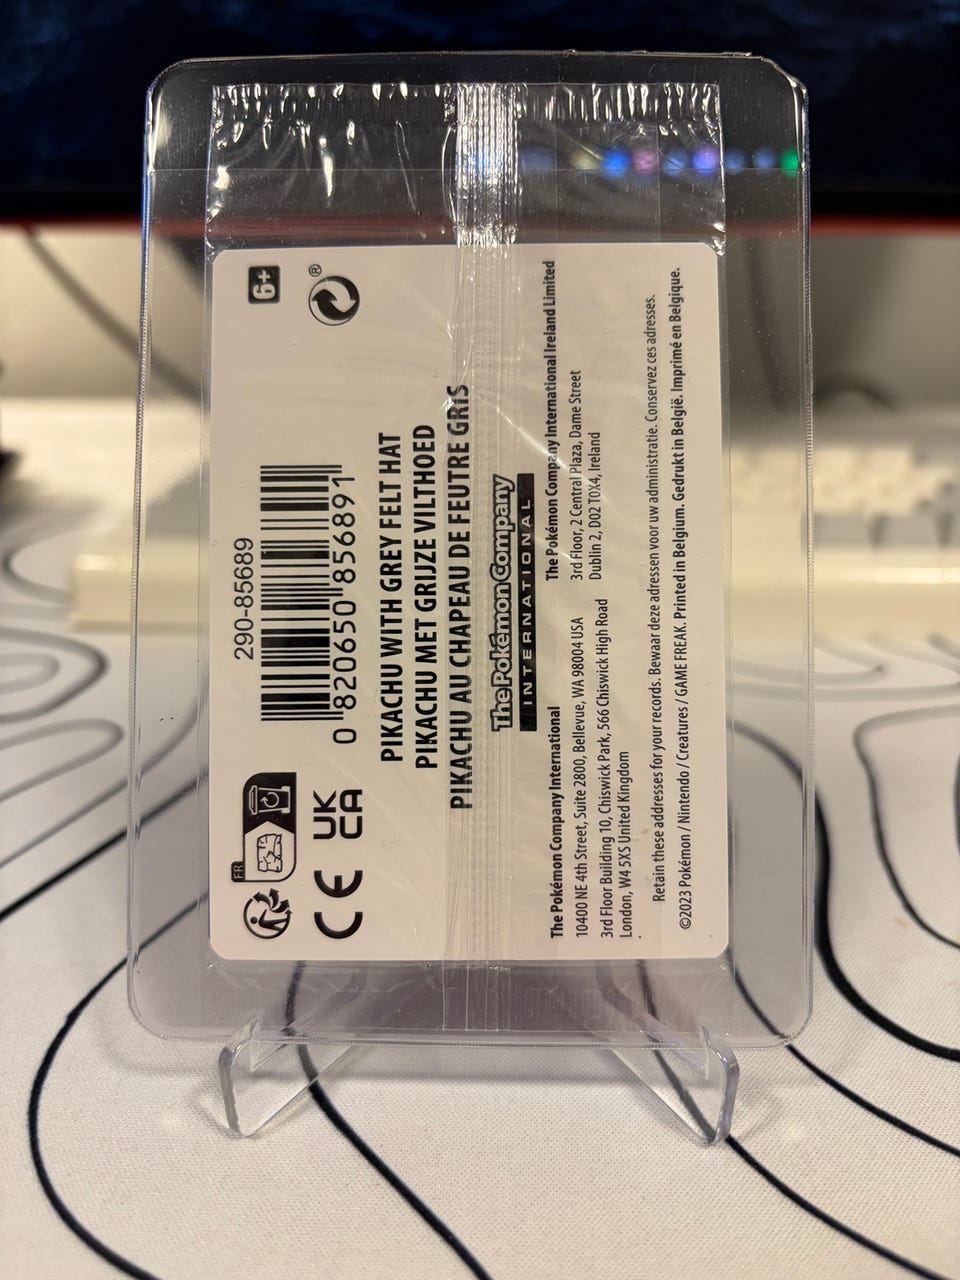 6+
®
290-85689
0 820650 856891
FR
CE
UK
CA
PIKACHU WITH GREY FELT HAT
PIKACHU MET GRIJZE VILTHOED
PIKACHU AU CHAPEAU DE FEUTRE GRIS
The Pokémon Company
INTERNATIONAL
The Pokémon Company International
10400 NE 4th Street, Suite 2800, Bellevue, WA 98004 USA
3rd Floor Building 10, Chiswick Park, 566 Chiswick High Road
London, W4 5XS United Kingdom
The Pokémon Company International Ireland Limited
3rd Floor, 2 Central Plaza, Dame Street
Dublin 2, D02 T0X4, Ireland
Retain these addresses for your records. Bewaar deze adressen voor uw administratie. Conservez ces adresses.
©2023 Pokémon / Nintendo / Creatures / GAME FREAK. Printed in Belgium. Gedrukt in België. Imprimé en Belgique.